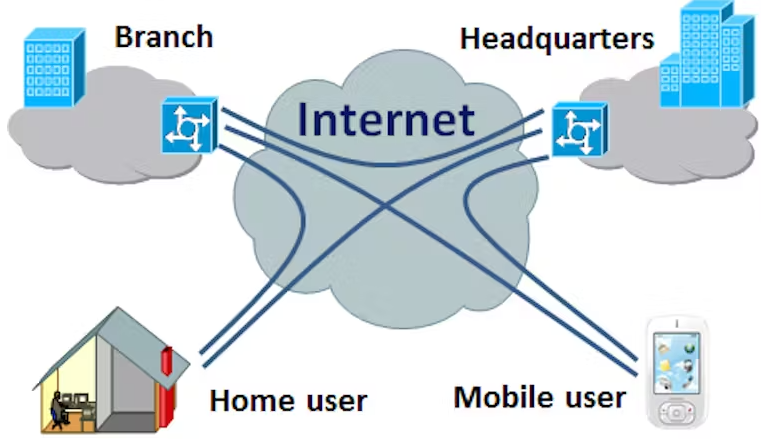 Branch
Headquarters
Internet
Home user
Mobile user